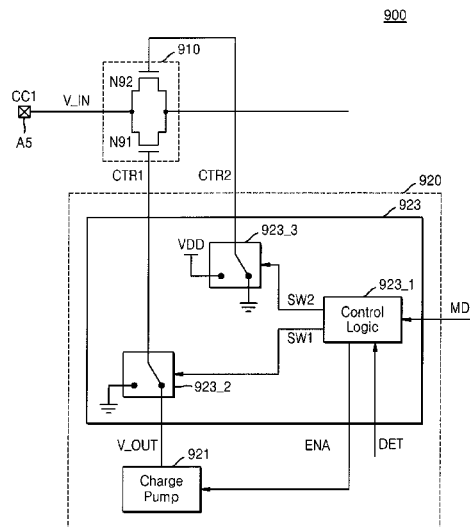 900
910
N92
CC1
V_IN
A5
N91
CTR1
CTR2
920
923
923_3
VDD
923_1
SW2
Control
Logic
MD
SW1
923_2
V_OUT
ENA
DET
921
Charge
Pump